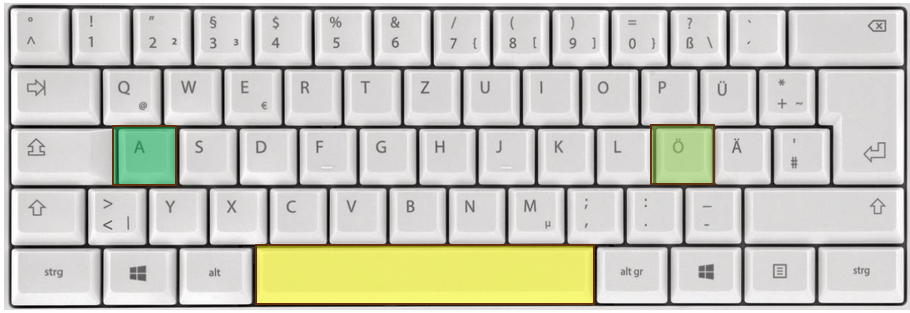 ° ! " § $ % & / ( ) = ? `
^ 1 2 ² 3 ³ 4 5 6 7 { 8 [ 9 ] 0 } ß \ ´
Q @ W E € R T Z U I O P Ü * + ~
A S D F _ G H J _ K L Ö Ä ' #
> < | Y X C V B N M µ ; , : . _ -
strg alt alt gr strg